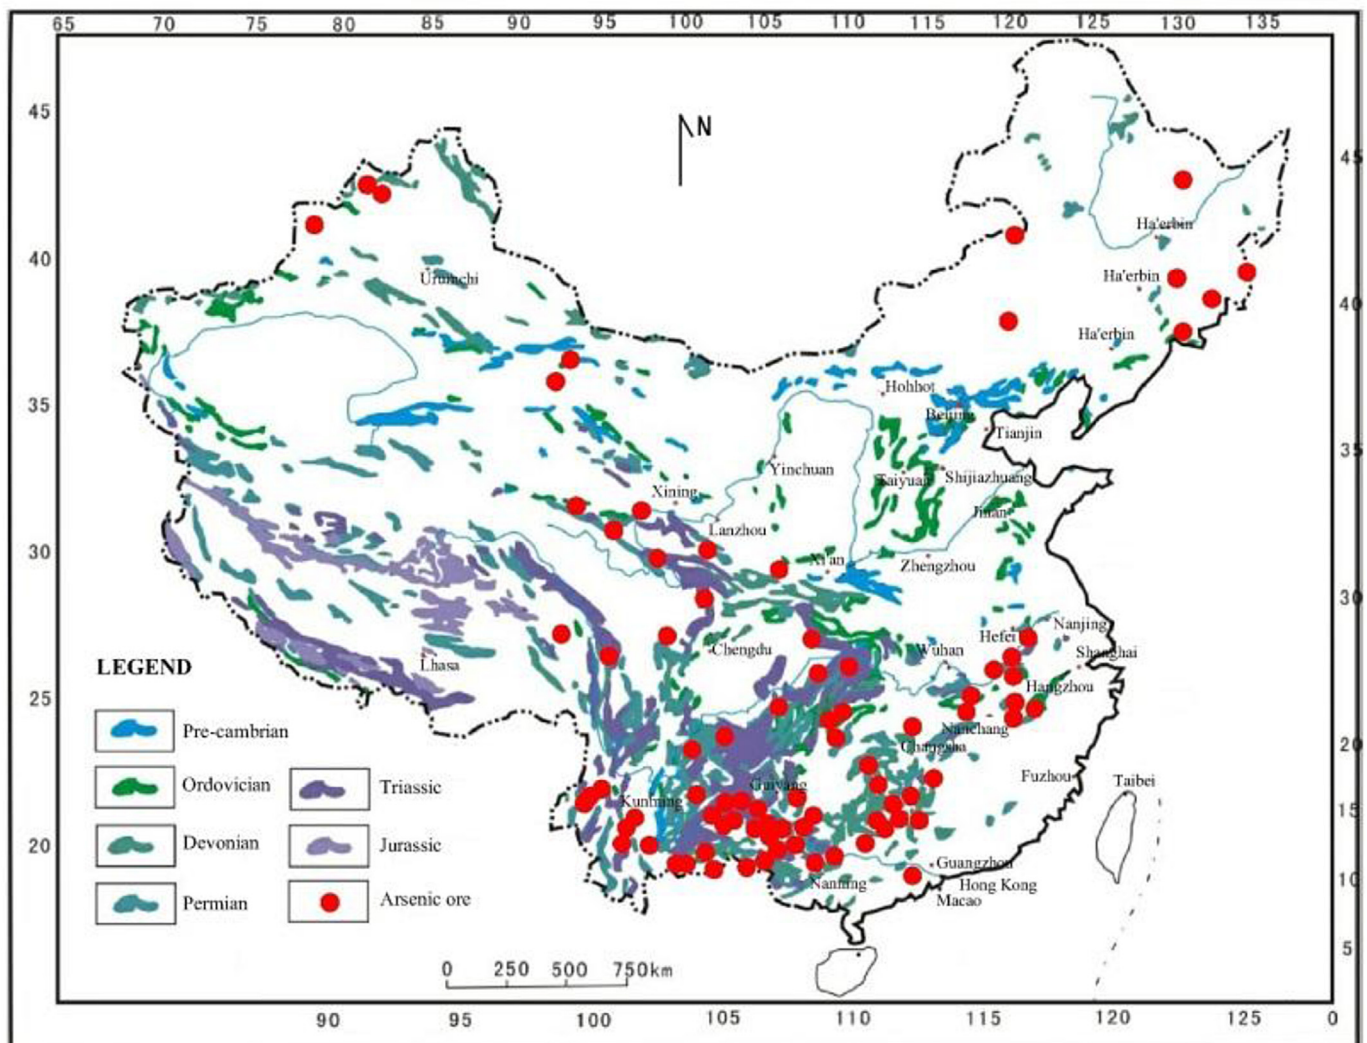 65 70 75 80 85 90 95 100 105 110 115 120 125 130 135
45
N
45
Ha'erbin
40
Urumchi
Ha'erbin
40
Ha'erbin
35
Hohhot
Beijing
Tianjin
35
Yinchuan
Taiyuan
Shijiazhuang
Xining
Jinan
Lanzhou
30
Xi'an
Zhengzhou
30
Nanjing
Hefei
Chengdu
Wuhan
Shanghai
Lhasa
LEGEND
Hangzhou
25
Nanchang
Pre-cambrian
Changsha
20
Ordovician
Triassic
Guiyang
Fuzhou
Taibei
Kunming
15
Devonian
Jurassic
20
Guangzhou
Nanning
Hong Kong
10
Permian
Arsenic ore
Macao
5
0 250 500 750km
90 95 100 105 110 115 120 125 0